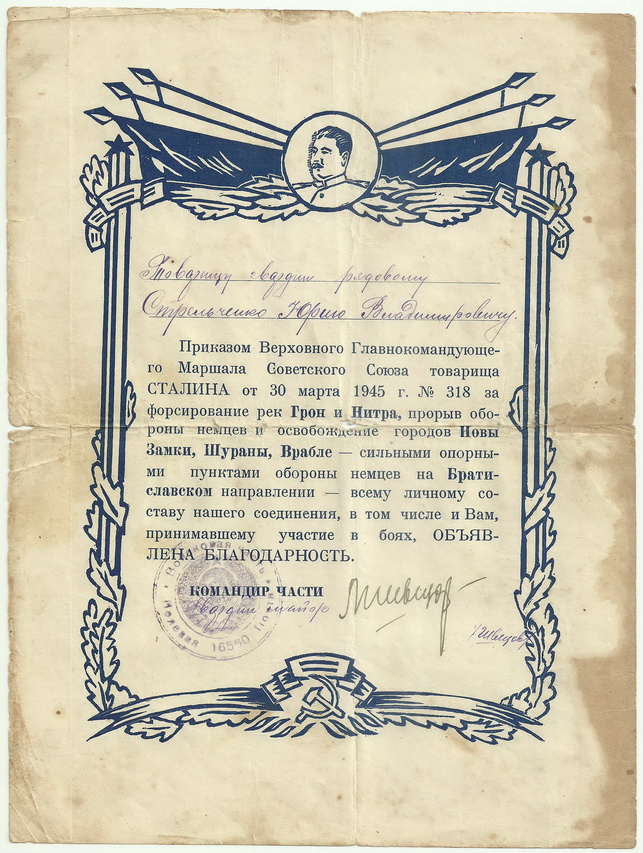 Товарищу гвардии рядовому
Стрельченко Юрию Владимировичу.
Приказом Верховного Главнокомандующе-
го Маршала Советского Союза товарища
СТАЛИНА от 30 марта 1945 г. № 318 за
форсирование рек Грон и Нитра, прорыв обо-
роны немцев и освобождение городов Новы
Замки, Шураны, Врабле — сильными опорны-
ми пунктами обороны немцев на Брати-
славском направлении — всему личному со-
ставу нашего соединения, в том числе и Вам,
принимавшему участие в боях, ОБЪЯВ-
ЛЕНА БЛАГОДАРНОСТЬ.
КОМАНДИР ЧАСТИ
гвардии майор
Полевая 16590